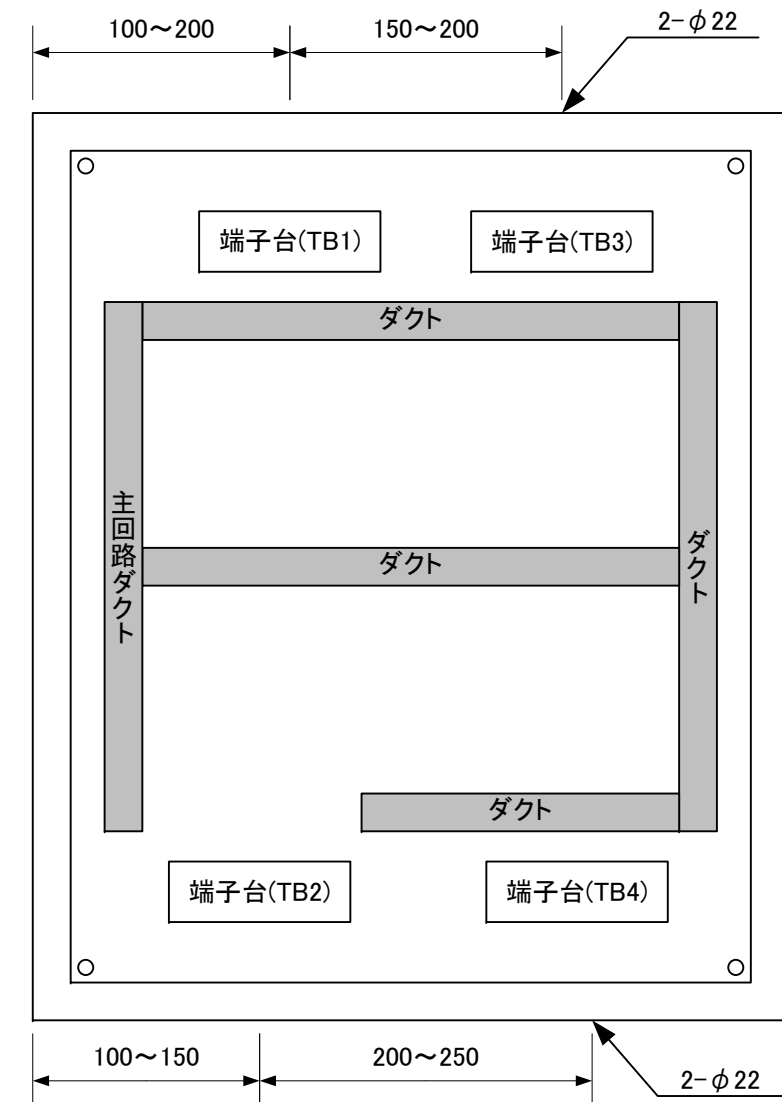 100～200
150～200
2-φ22
端子台(TB1)
端子台(TB3)
ダクト
主回路ダクト
ダクト
ダクト
ダクト
端子台(TB2)
端子台(TB4)
100～150
200～250
2-φ22